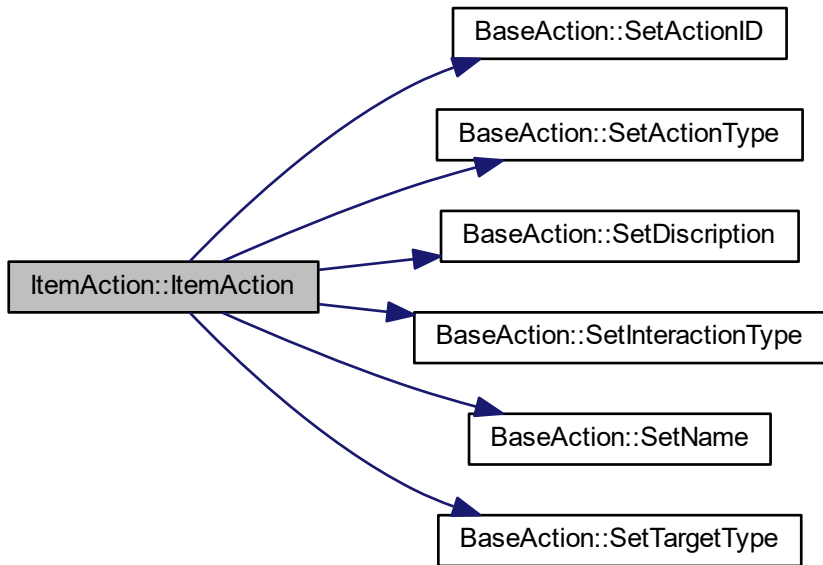 BaseAction::SetActionID
BaseAction::SetActionType
BaseAction::SetDiscription
ItemAction::ItemAction
BaseAction::SetInteractionType
BaseAction::SetName
BaseAction::SetTargetType